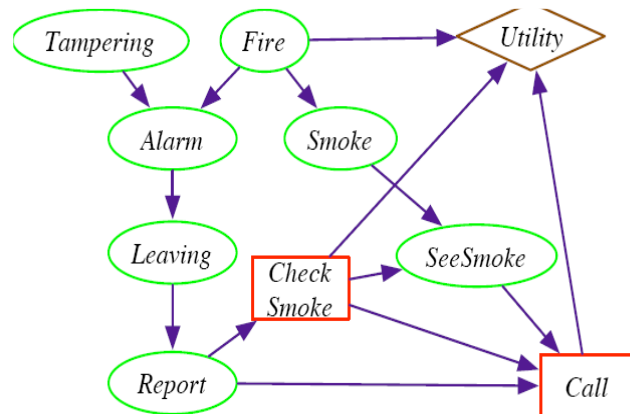 Tampering
Fire
Utility
Alarm
Smoke
Leaving
Check
Smoke
SeeSmoke
Report
Call